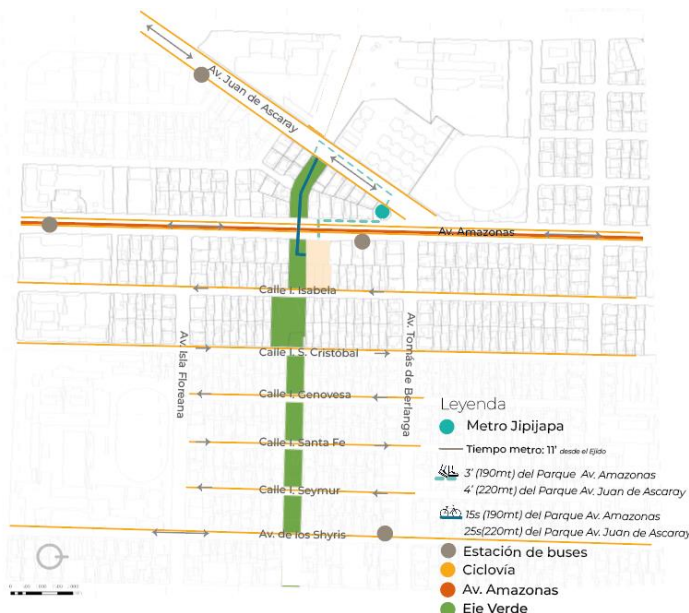 Av. Juan de Ascaray
Av. Amazonas
Calle I. Isabela
Av. Isla Floreana
Calle I. S. Cristobal
Av. Tomás de Berlanga
Calle I. Genovesa
Calle I. Santa Fe
Calle I. Seymur
Av. de los Shyris
Leyenda
Metro Jipijapa
Tiempo metro: 11' desde el Ejido
3' (190mt) del Parque Av. Amazonas
4' (220mt) del Parque Av. Juan de Ascaray
15s (190mt) del Parque Av. Amazonas
25s(220mt) del Parque Av. Juan de Ascaray
Estación de buses
Ciclovía
Av. Amazonas
Eje Verde